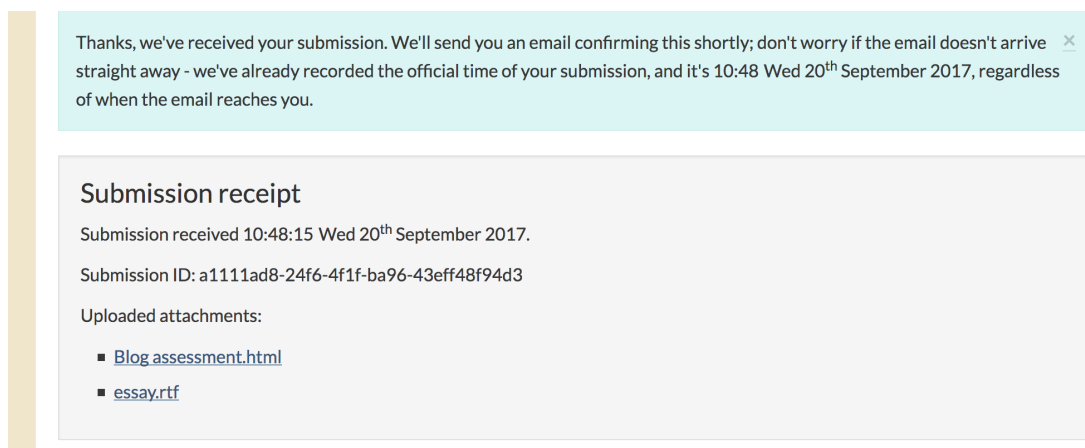 Thanks, we've received your submission. We'll send you an email confirming this shortly; don't worry if the email doesn't arrive ×
straight away - we've already recorded the official time of your submission, and it's 10:48 Wed 20th September 2017, regardless
of when the email reaches you.
Submission receipt
Submission received 10:48:15 Wed 20th September 2017.
Submission ID: a1111ad8-24f6-4f1f-ba96-43eff48f94d3
Uploaded attachments:
Blog assessment.html
essay.rtf